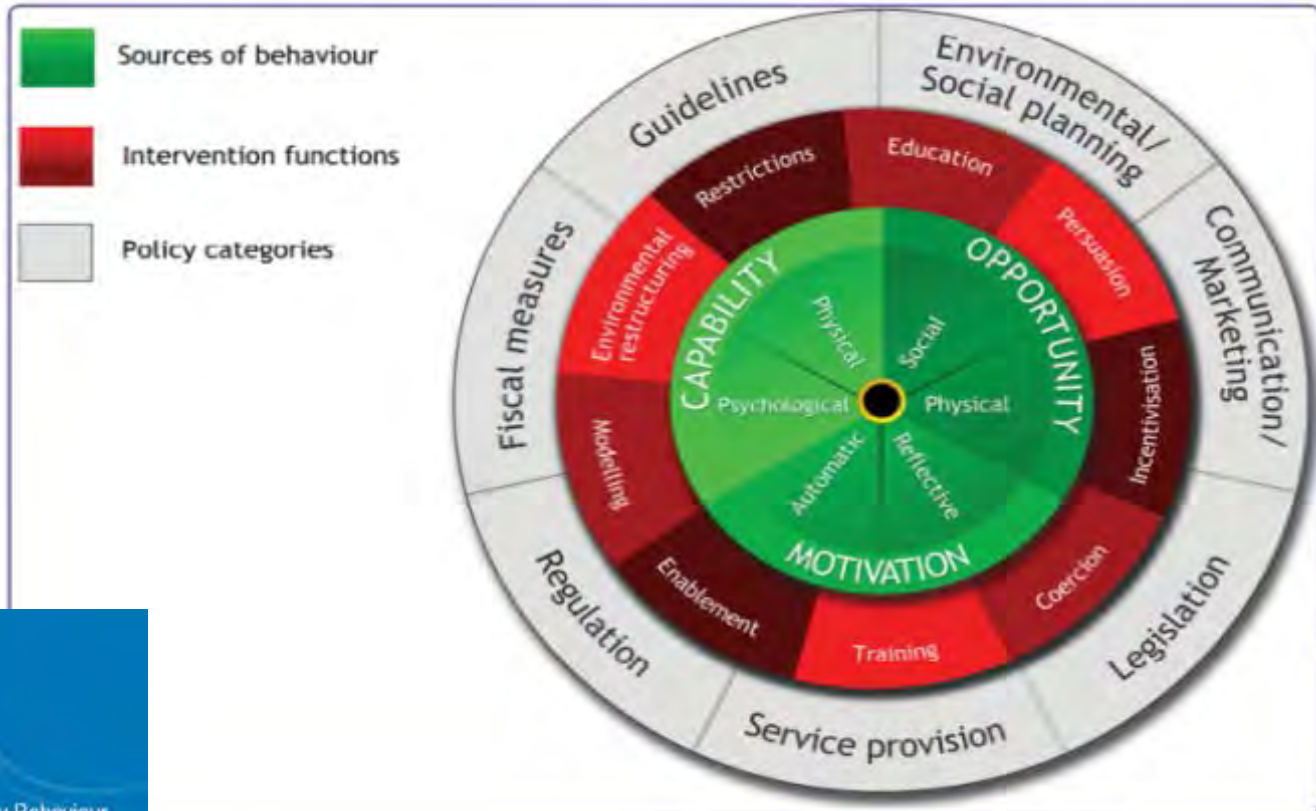 Sources of behaviour
Intervention functions
Policy categories
Guidelines
Environmental/
Social planning
Communication/
Marketing
Legislation
Service provision
Regulation
Fiscal measures
Restrictions
Education
Persuasion
Incentivisation
Coercion
Training
Enablement
Modelling
Environmental
restructuring
CAPABILITY
OPPORTUNITY
MOTIVATION
Physical
Social
Psychological
Physical
Automatic
Reflective
Behaviour